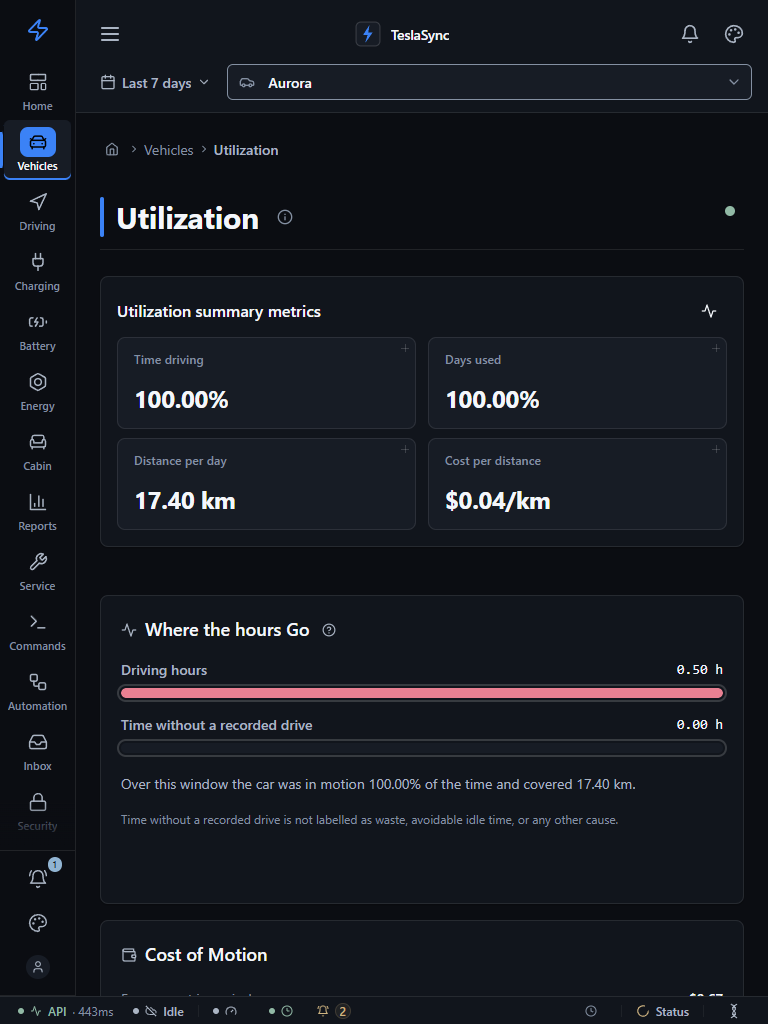 TeslaSync
Last 7 days
Aurora
Home
Vehicles
Driving
Charging
Battery
Energy
Cabin
Reports
Service
Commands
Automation
Inbox
Security
1
Vehicles
Utilization
Utilization
Utilization summary metrics
Time driving
100.00%
Days used
100.00%
Distance per day
17.40 km
Cost per distance
$0.04/km
Where the hours Go
Driving hours 0.50 h
Time without a recorded drive 0.00 h
Over this window the car was in motion 100.00% of the time and covered 17.40 km.
Time without a recorded drive is not labelled as waste, avoidable idle time, or any other cause.
Cost of Motion
API · 443ms Idle 2 Status